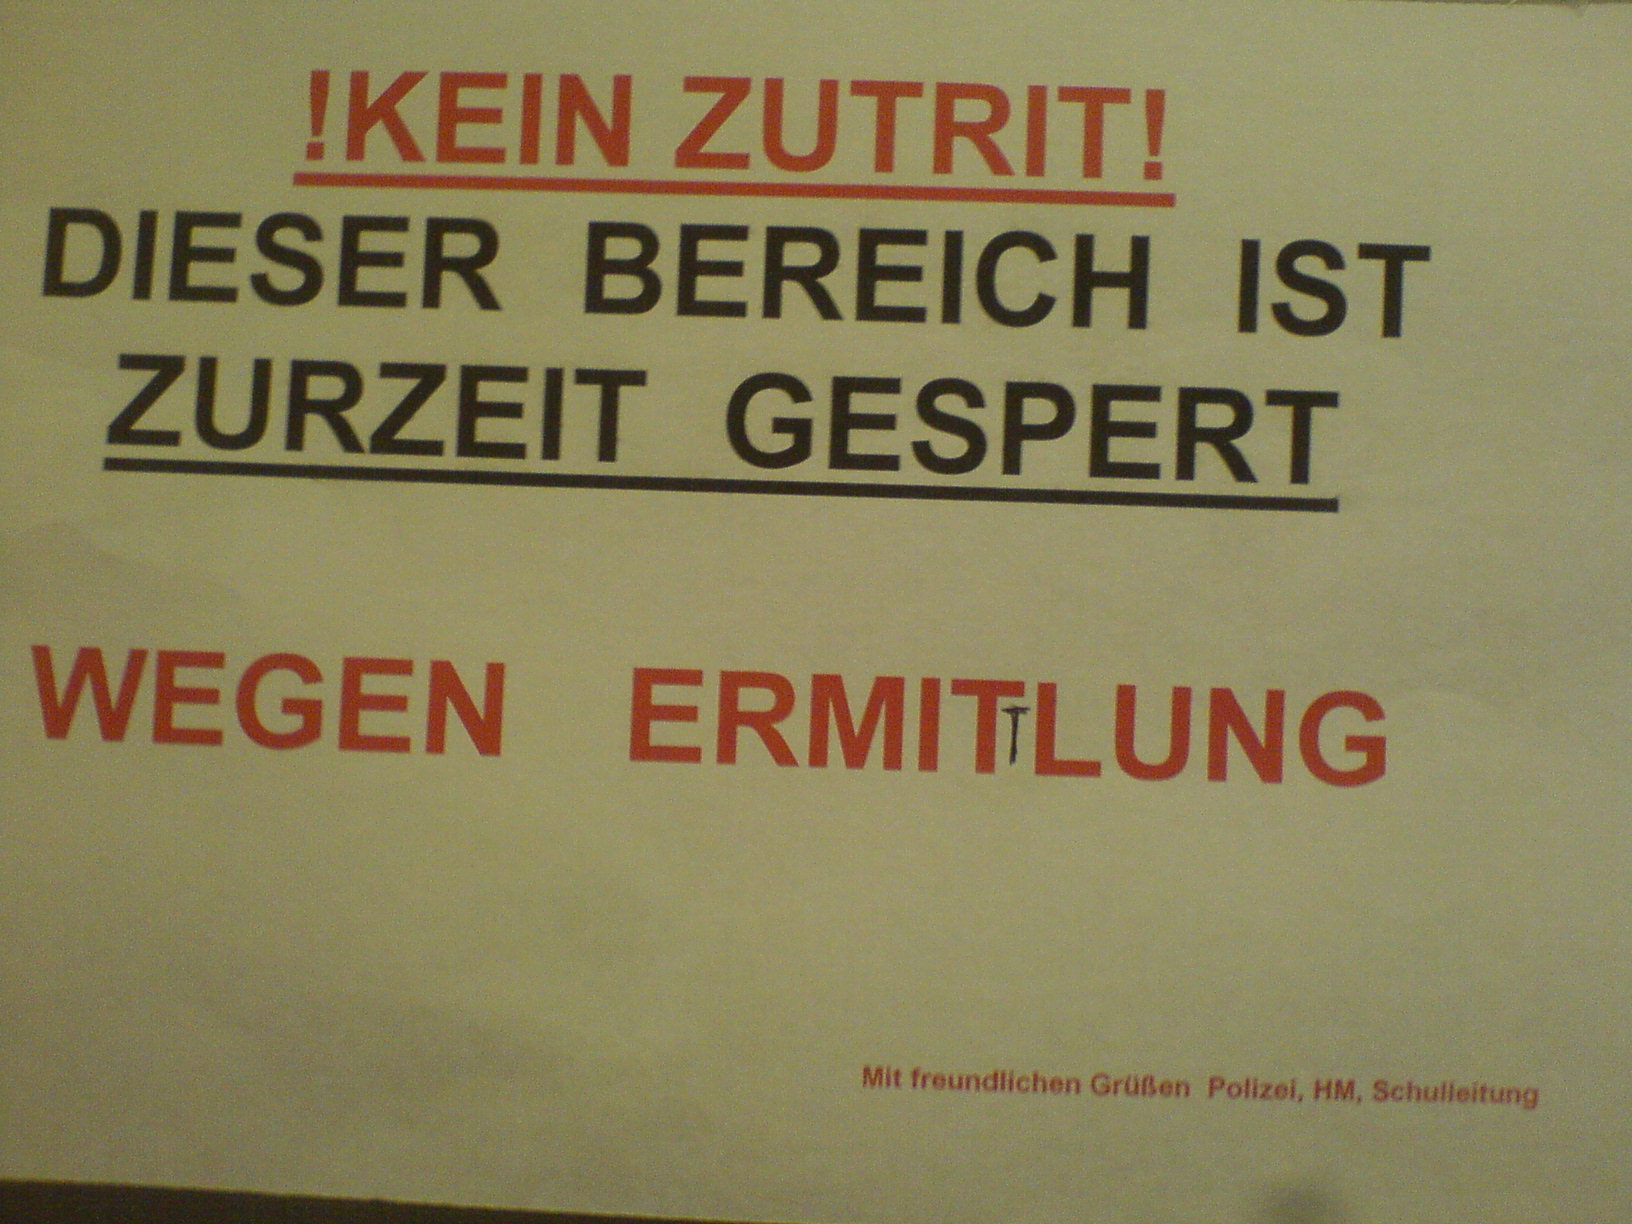 !KEIN ZUTRIT!
DIESER BEREICH IST
ZURZEIT GESPERT
WEGEN ERMITTLUNG
Mit freundlichen Grüßen Polizei, HM, Schulleitung